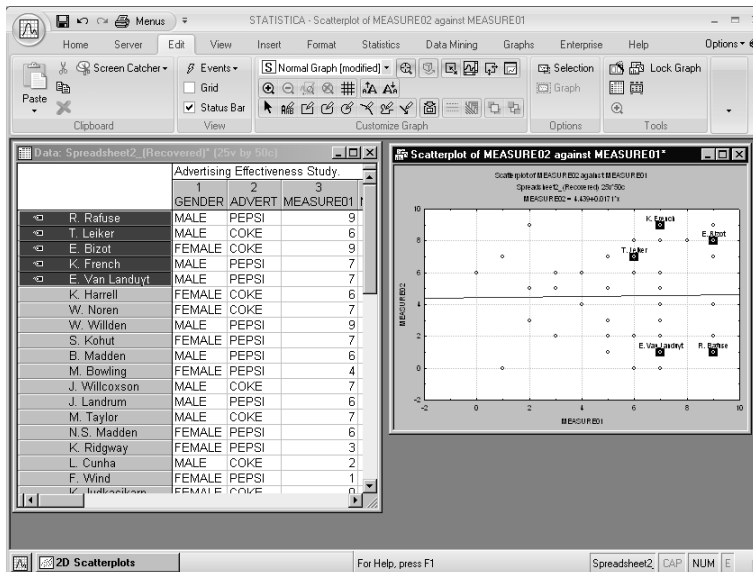 Menus
STATISTICA - Scatterplot of MEASURE02 against MEASURE01
Home Server Edit View Insert Format Statistics Data Mining Graphs Enterprise Help Options
Paste
Screen Catcher
Clipboard
Events
Grid
Status Bar
View
S Normal Graph [modified]
Customize Graph
Selection
Graph
Options
Lock Graph
Tools
Data: Spreadsheet2_(Recovered)* (25v by 50c)
Advertising Effectiveness Study.
1 2 3
GENDER ADVERT MEASURE01
R. Rafuse MALE PEPSI 9
T. Leiker MALE COKE 6
E. Bizot FEMALE COKE 9
K. French MALE PEPSI 7
E. Van Landuyt MALE PEPSI 7
K. Harrell FEMALE COKE 6
W. Noren FEMALE COKE 7
W. Willden MALE PEPSI 9
S. Kohut FEMALE PEPSI 7
B. Madden MALE PEPSI 6
M. Bowling FEMALE PEPSI 4
J. Willcoxson MALE COKE 7
J. Landrum MALE PEPSI 6
M. Taylor MALE COKE 7
N.S. Madden FEMALE PEPSI 6
K. Ridgway FEMALE PEPSI 3
L. Cunha MALE COKE 2
F. Wind FEMALE PEPSI 1
FEMALE COKE 0
Scatterplot of MEASURE02 against MEASURE01*
Scatterplot of MEASURE02 against MEASURE01
Spreadsheet2_(Recovered) 25v*50c
MEASURE02 = 4.439+0.0171*x
10
8
6
4
2
0
-2
MEASURE02
K. French
E. Bizot
T. Leiker
E. Van Landuyt
R. Rafuse
-2 0 2 4 6 8 10
MEASURE01
2D Scatterplots
For Help, press F1
Spreadsheet2_ CAP NUM